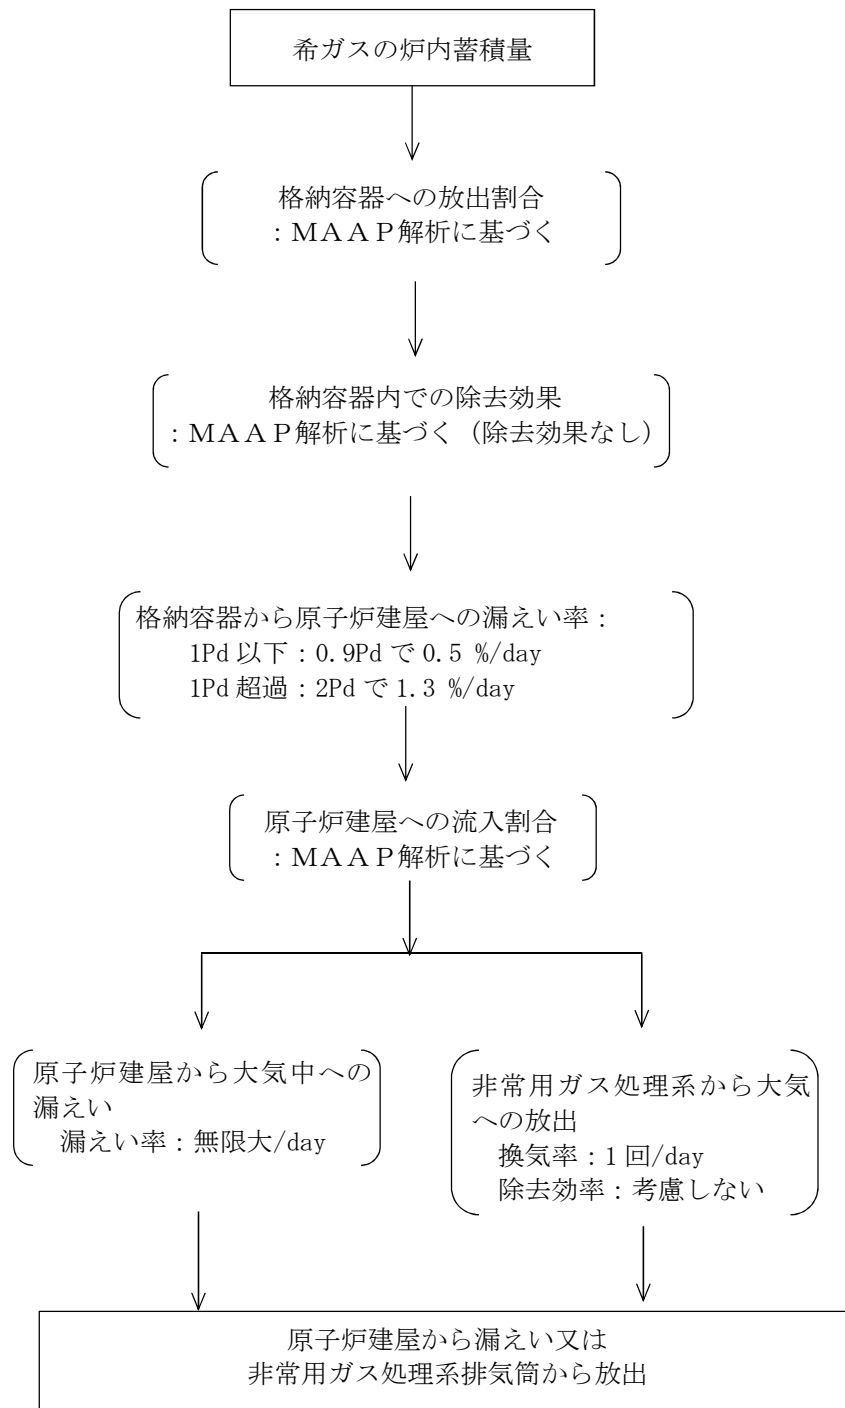 希ガスの炉内蓄積量
格納容器への放出割合
：ＭＡＡＰ解析に基づく
格納容器内での除去効果
：ＭＡＡＰ解析に基づく（除去効果なし）
格納容器から原子炉建屋への漏えい率：
1Pd 以下：0.9Pd で 0.5 %/day
1Pd 超過：2Pd で 1.3 %/day
原子炉建屋への流入割合
：ＭＡＡＰ解析に基づく
原子炉建屋から大気中への
漏えい
漏えい率：無限大/day
非常用ガス処理系から大気
への放出
換気率：1 回/day
除去効率：考慮しない
原子炉建屋から漏えい又は
非常用ガス処理系排気筒から放出